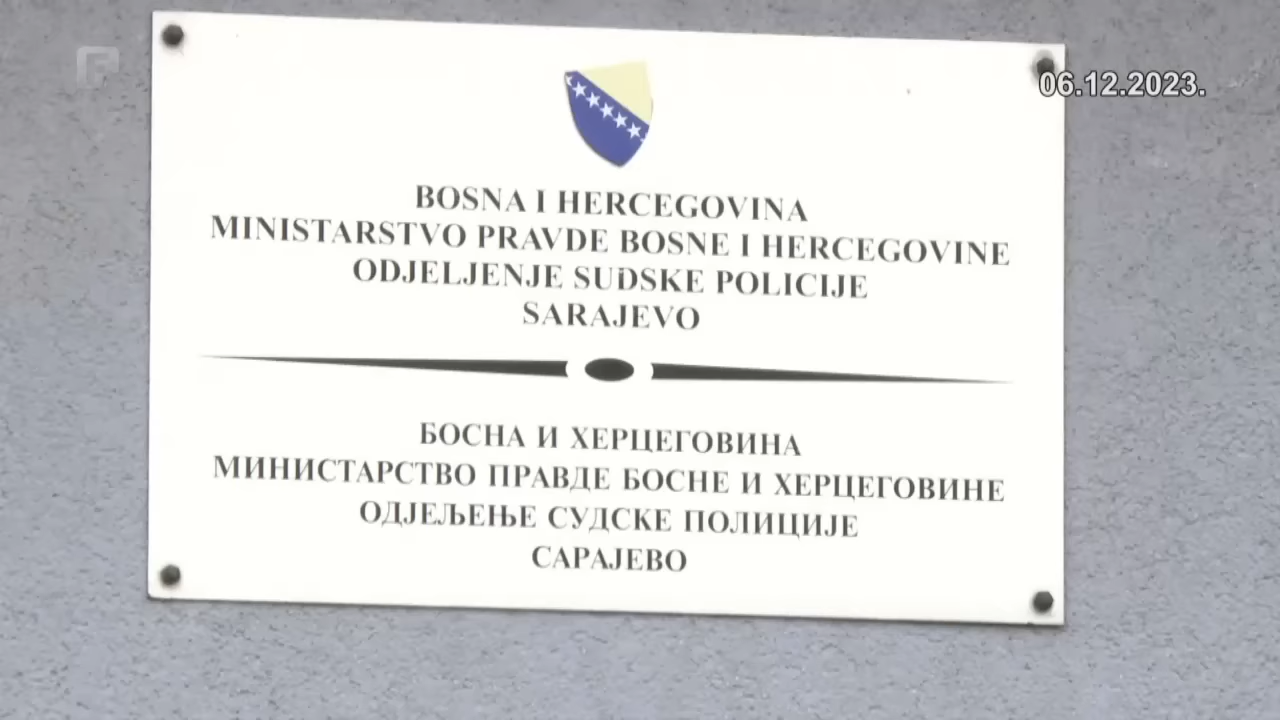 06.12.2023.
BOSNA I HERCEGOVINA
MINISTARSTVO PRAVDE BOSNE I HERCEGOVINE
ODJELJENJE SUDSKE POLICIJE
SARAJEVO
БОСНА И ХЕРЦЕГОВИНА
МИНИСТАРСТВО ПРАВДЕ БОСНЕ И ХЕРЦЕГОВИНЕ
ОДЈЕЉЕЊЕ СУДСКЕ ПОЛИЦИЈЕ
САРАЈЕВО